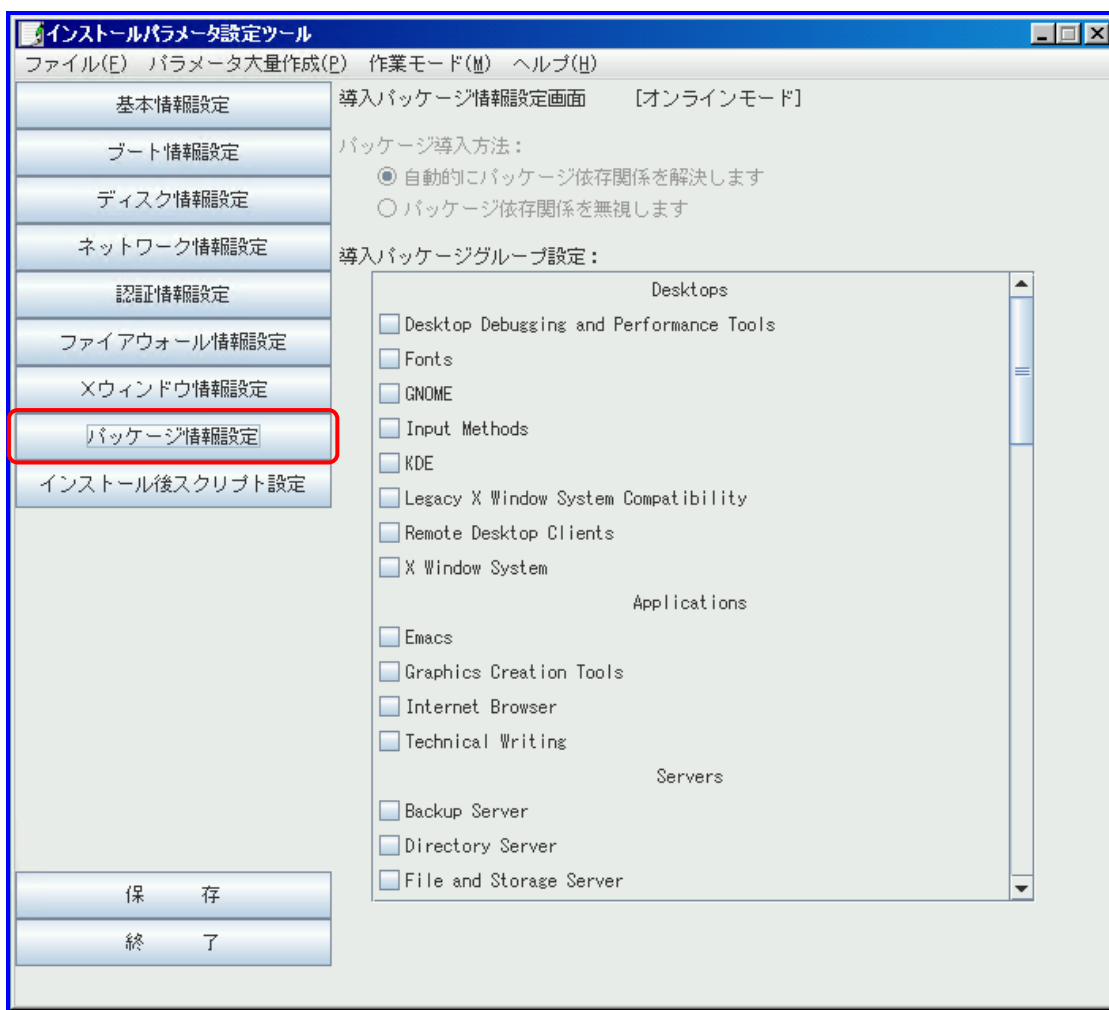 インストールパラメータ設定ツール
ファイル(F) パラメータ大量作成(P) 作業モード(M) ヘルプ(H)
基本情報設定
ブート情報設定
ディスク情報設定
ネットワーク情報設定
認証情報設定
ファイアウォール情報設定
Xウィンドウ情報設定
パッケージ情報設定
インストール後スクリプト設定
保 存
終 了
導入パッケージ情報設定画面 [オンラインモード]
パッケージ導入方法：
自動的にパッケージ依存関係を解決します
パッケージ依存関係を無視します
導入パッケージグループ設定：
Desktops
Desktop Debugging and Performance Tools
Fonts
GNOME
Input Methods
KDE
Legacy X Window System Compatibility
Remote Desktop Clients
X Window System
Applications
Emacs
Graphics Creation Tools
Internet Browser
Technical Writing
Servers
Backup Server
Directory Server
File and Storage Server